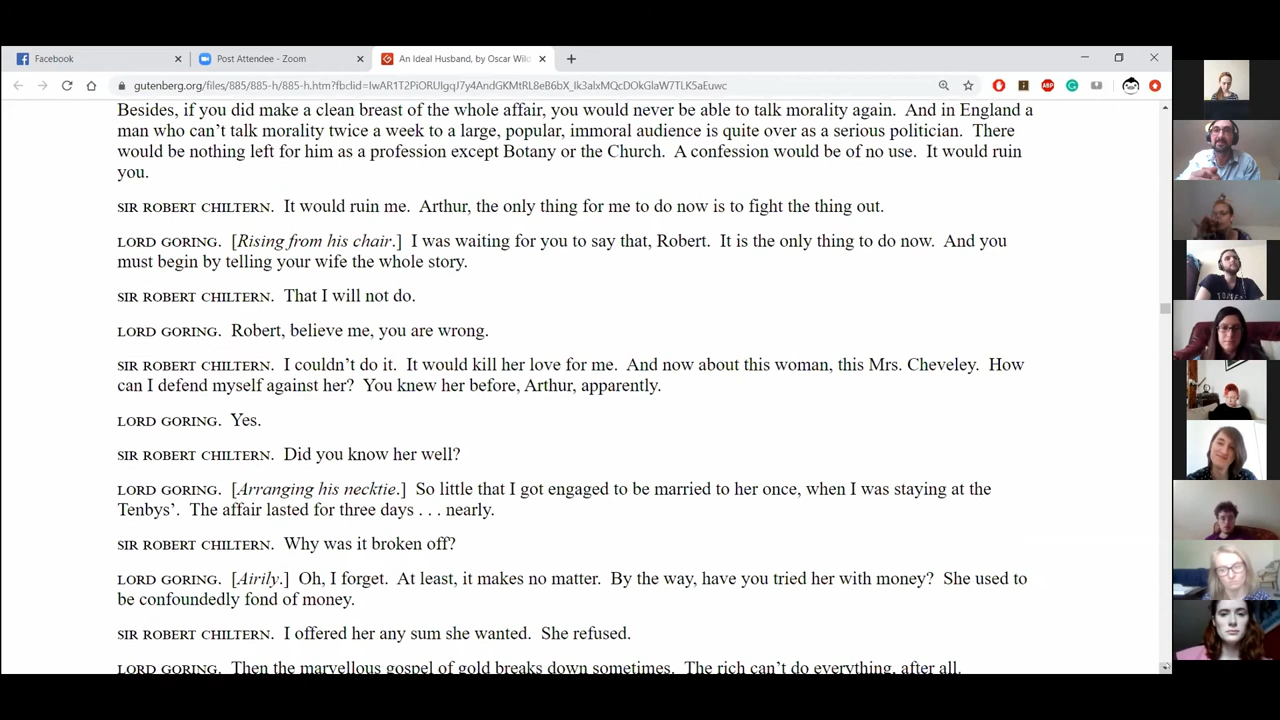 Facebook
Post Attendee - Zoom
An Ideal Husband, by Oscar Wild
gutenberg.org/files/885/885-h/885-h.htm?fbclid=IwAR1T2PiORUIgqJ7y4AndGKMtRL8eB6bX_Ik3alxMQcDOkGlaW7TLK5aEuwc
Besides, if you did make a clean breast of the whole affair, you would never be able to talk morality again. And in England a
man who can't talk morality twice a week to a large, popular, immoral audience is quite over as a serious politician. There
would be nothing left for him as a profession except Botany or the Church. A confession would be of no use. It would ruin
you.
SIR ROBERT CHILTERN. It would ruin me. Arthur, the only thing for me to do now is to fight the thing out.
LORD GORING. [Rising from his chair.] I was waiting for you to say that, Robert. It is the only thing to do now. And you
must begin by telling your wife the whole story.
SIR ROBERT CHILTERN. That I will not do.
LORD GORING. Robert, believe me, you are wrong.
SIR ROBERT CHILTERN. I couldn't do it. It would kill her love for me. And now about this woman, this Mrs. Cheveley. How
can I defend myself against her? You knew her before, Arthur, apparently.
LORD GORING. Yes.
SIR ROBERT CHILTERN. Did you know her well?
LORD GORING. [Arranging his necktie.] So little that I got engaged to be married to her once, when I was staying at the
Tenbys'. The affair lasted for three days . . . nearly.
SIR ROBERT CHILTERN. Why was it broken off?
LORD GORING. [Airily.] Oh, I forget. At least, it makes no matter. By the way, have you tried her with money? She used to
be confoundedly fond of money.
SIR ROBERT CHILTERN. I offered her any sum she wanted. She refused.
LORD GORING. Then the marvellous gospel of gold breaks down sometimes. The rich can't do everything, after all.